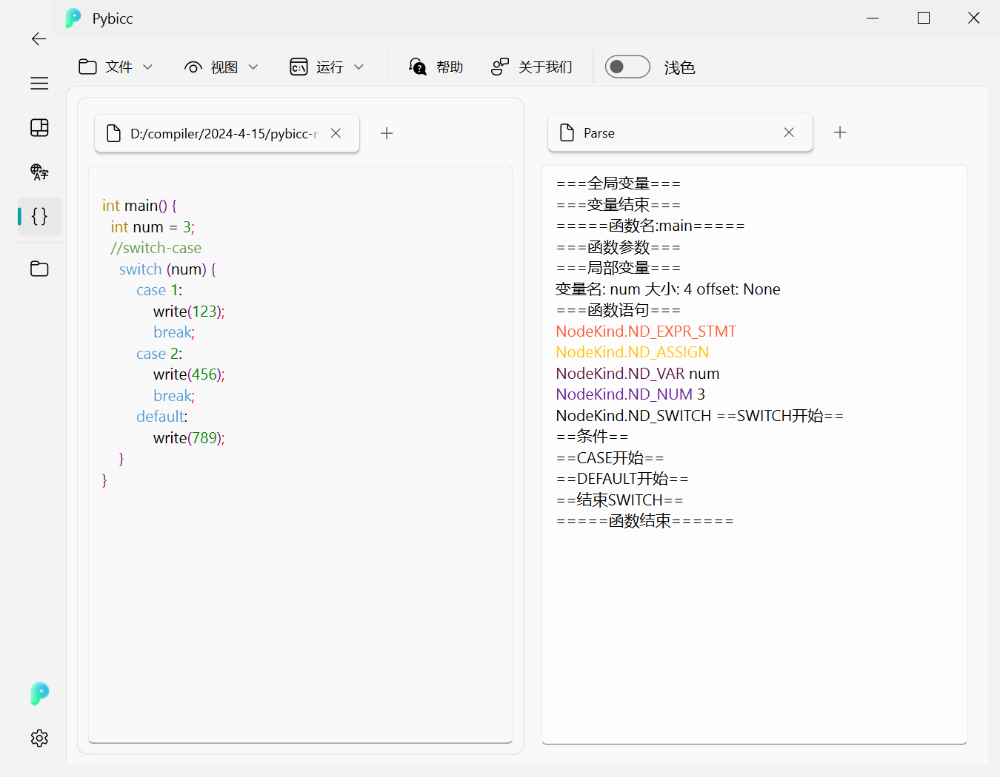 Pybicc
文件 视图 运行 帮助 关于我们 浅色
D:/compiler/2024-4-15/pybicc-
int main() {
int num = 3;
//switch-case
switch (num) {
case 1:
write(123);
break;
case 2:
write(456);
break;
default:
write(789);
}
}
Parse
===全局变量===
===变量结束===
=====函数名:main=====
===函数参数===
===局部变量===
变量名: num 大小: 4 offset: None
===函数语句===
NodeKind.ND_EXPR_STMT
NodeKind.ND_ASSIGN
NodeKind.ND_VAR num
NodeKind.ND_NUM 3
NodeKind.ND_SWITCH ==SWITCH开始==
==条件==
==CASE开始==
==DEFAULT开始==
==结束SWITCH==
=====函数结束======